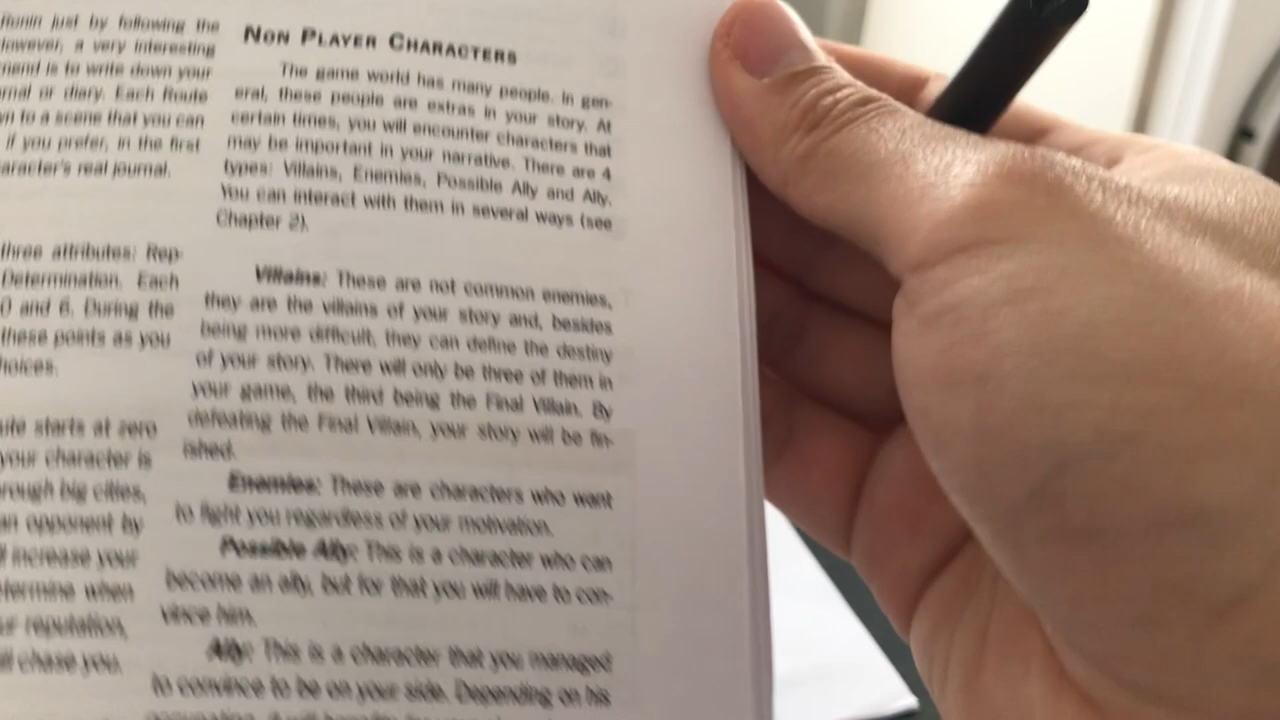 Ronin just by following the
However, a very interesting
mend is to write down your
rnal or diary. Each Route
wn to a scene that you can
if you prefer, in the first
aracter's real journal.
three attributes: Rep-
Determination. Each
0 and 6. During the
these points as you
hoices.
ute starts at zero
your character is
rough big cities,
an opponent by
ll increase your
etermine when
ur reputation,
ill chase you.
NON PLAYER CHARACTERS
The game world has many people. In gen-
eral, these people are extras in your story. At
certain times, you will encounter characters that
may be important in your narrative. There are 4
types: Villains, Enemies, Possible Ally and Ally.
You can interact with them in several ways (see
Chapter 2).
Villains: These are not common enemies,
they are the villains of your story and, besides
being more difficult, they can define the destiny
of your story. There will only be three of them in
your game, the third being the Final Villain. By
defeating the Final Villain, your story will be fin-
ished.
Enemies: These are characters who want
to fight you regardless of your motivation.
Possible Ally: This is a character who can
become an ally, but for that you will have to con-
vince him.
Ally: This is a character that you managed
to convince to be on your side. Depending on his